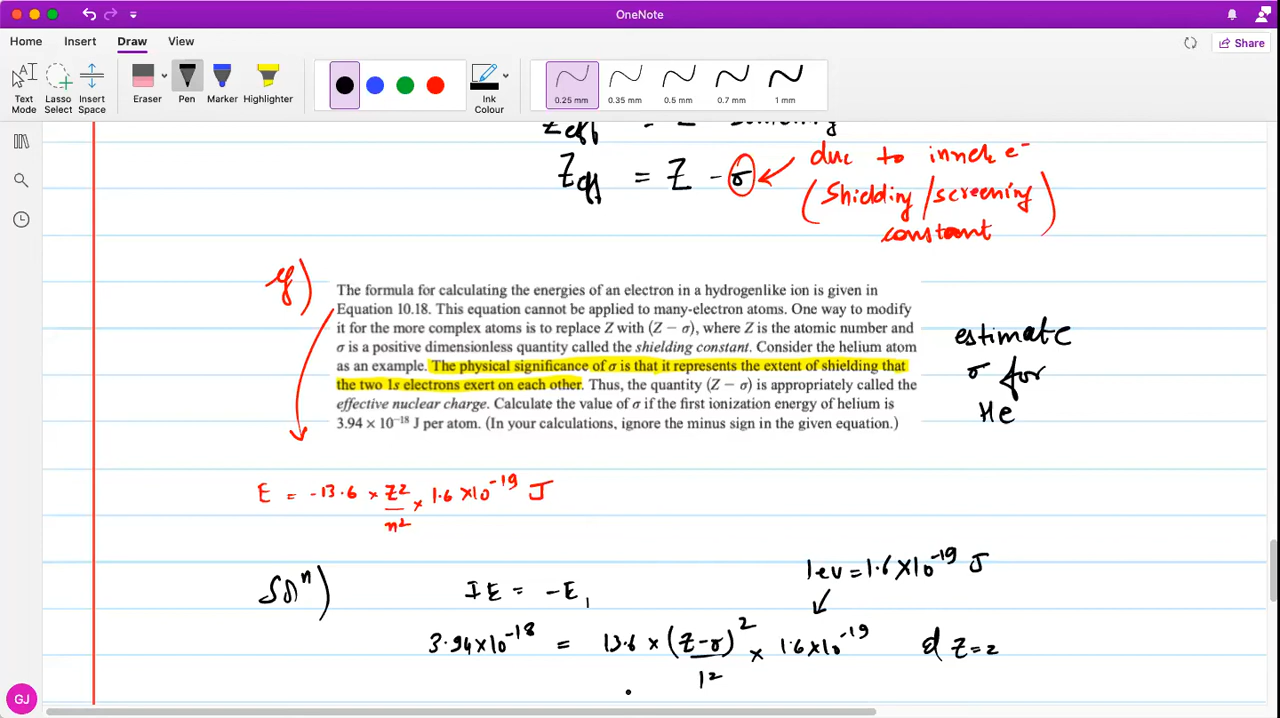 OneNote
Home Insert Draw View
Share
Text Mode
Lasso Select
Insert Space
Eraser
Pen
Marker
Highlighter
Ink Colour
0.25 mm
0.35 mm
0.5 mm
0.7 mm
1 mm
Zeff = Z - σ
due to inner e⁻
(Shielding/screening constant)
eg)
The formula for calculating the energies of an electron in a hydrogenlike ion is given in
Equation 10.18. This equation cannot be applied to many-electron atoms. One way to modify
it for the more complex atoms is to replace Z with (Z − σ), where Z is the atomic number and
σ is a positive dimensionless quantity called the shielding constant. Consider the helium atom
as an example. The physical significance of σ is that it represents the extent of shielding that
the two 1s electrons exert on each other. Thus, the quantity (Z − σ) is appropriately called the
effective nuclear charge. Calculate the value of σ if the first ionization energy of helium is
3.94 × 10⁻¹⁸ J per atom. (In your calculations, ignore the minus sign in the given equation.)
estimate
σ for
He
E = -13.6 × Z²/n² × 1.6×10⁻¹⁹ J
1ev = 1.6×10⁻¹⁹ J
Solⁿ) IE = -E₁
3.94×10⁻¹⁸ = 13.6 × (Z-σ)²/1² × 1.6×10⁻¹⁹ & Z=2
GJ